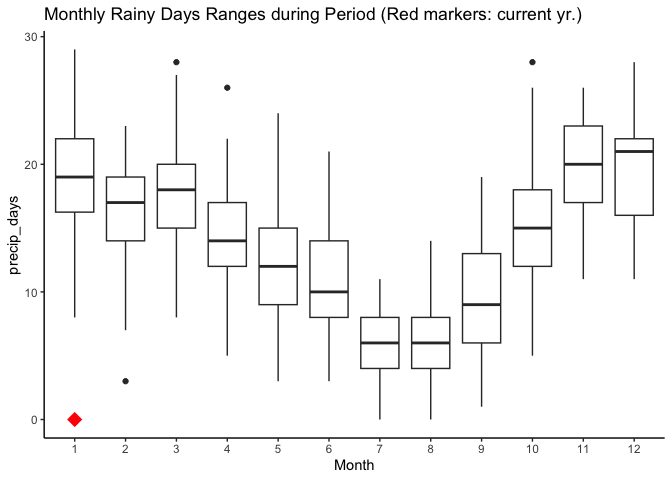 Monthly Rainy Days Ranges during Period (Red markers: current yr.)
30
20
10
0
precip_days
1 2 3 4 5 6 7 8 9 10 11 12
Month